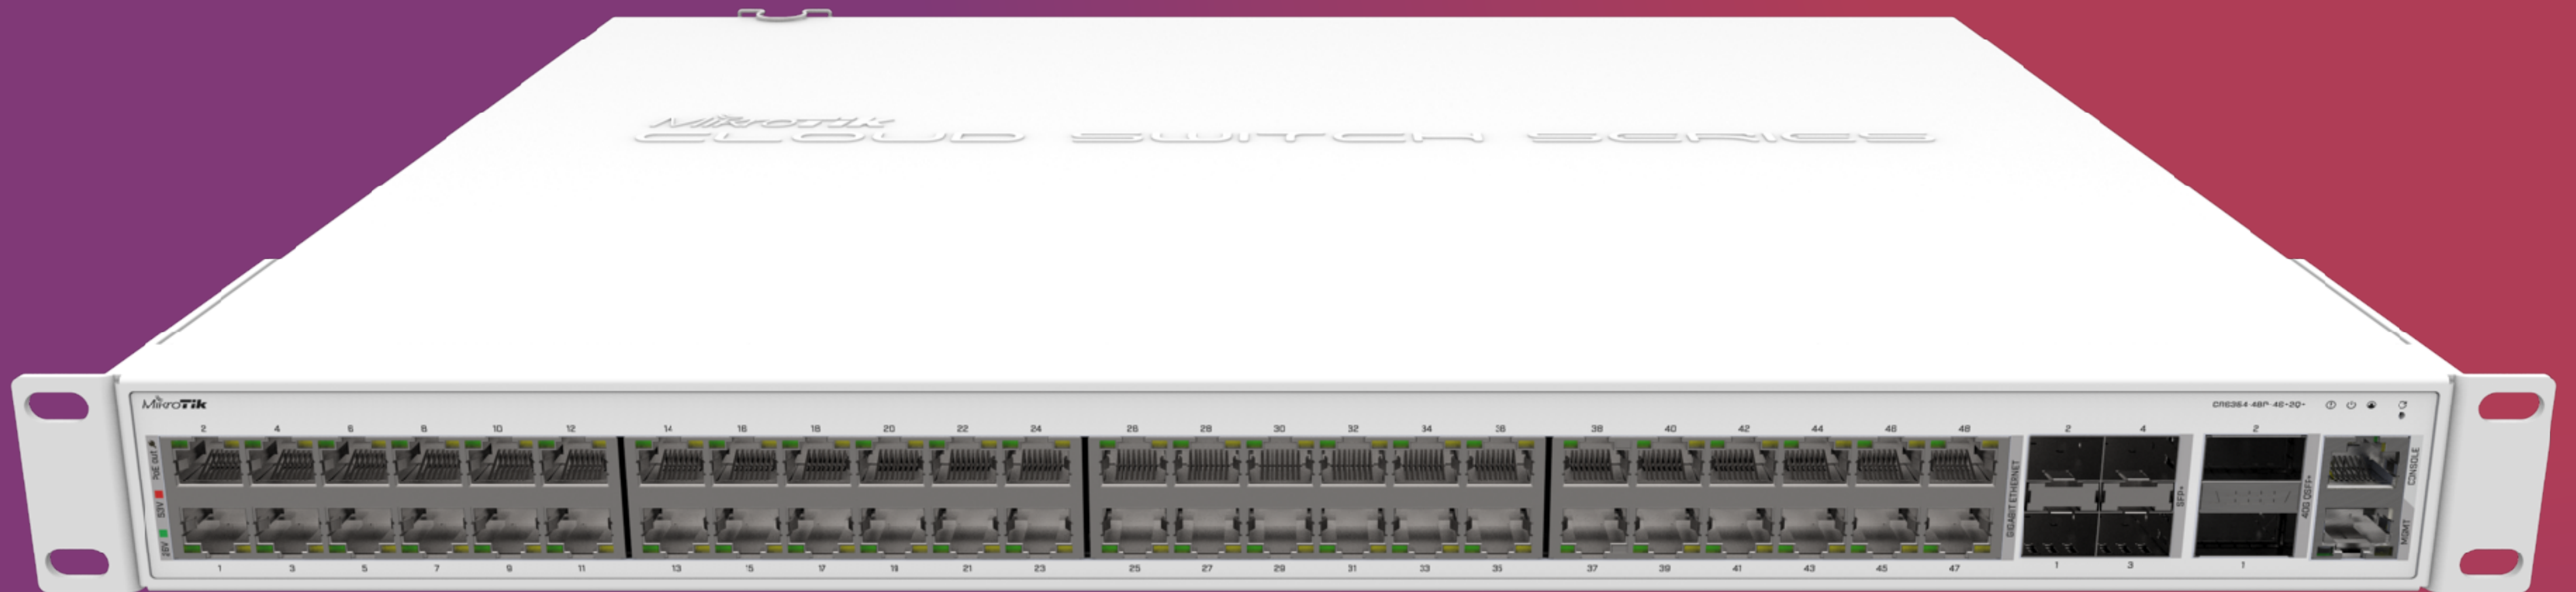 MikroTik
CLOUD SWITCH SERIES
MikroTik
2 4 6 8 10 12 14 16 18 20 22 24 26 28 30 32 34 36 38 40 42 44 46 48 2 4 2
PoE out
53V
26V
GIGABIT ETHERNET
SFP+
40G QSFP+
CONSOLE
MGMT
1 3 5 7 9 11 13 15 17 19 21 23 25 27 29 31 33 35 37 39 41 43 45 47 1 3 1